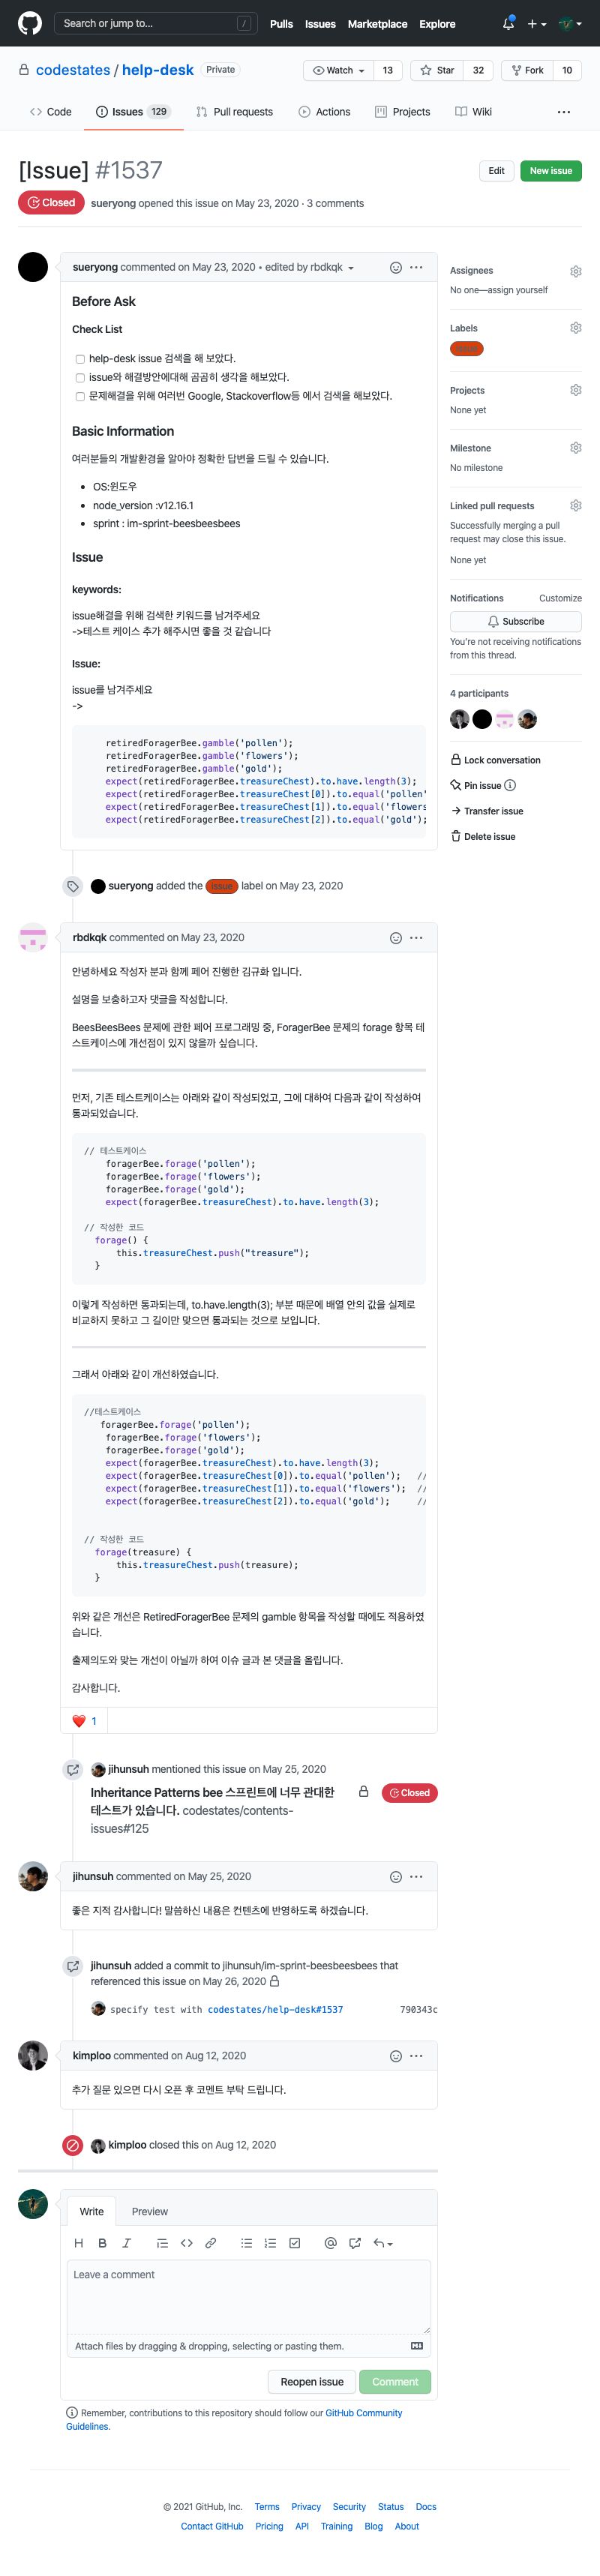 Search or jump to...
/
Pulls Issues Marketplace Explore
codestates / help-desk Private
Watch 13 Star 32 Fork 10
Code Issues 129 Pull requests Actions Projects Wiki
[Issue] #1537
Edit New issue
Closed sueryong opened this issue on May 23, 2020 · 3 comments
sueryong commented on May 23, 2020 • edited by rbdkqk
Before Ask
Check List
help-desk issue 검색을 해 보았다.
issue와 해결방안에대해 곰곰히 생각을 해보았다.
문제해결을 위해 여러번 Google, Stackoverflow등 에서 검색을 해보았다.
Basic Information
여러분들의 개발환경을 알아야 정확한 답변을 드릴 수 있습니다.
OS:윈도우
node_version :v12.16.1
sprint : im-sprint-beesbeesbees
Issue
keywords:
issue해결을 위해 검색한 키워드를 남겨주세요
->테스트 케이스 추가 해주시면 좋을 것 같습니다
Issue:
issue를 남겨주세요
->
retiredForagerBee.gamble('pollen');
retiredForagerBee.gamble('flowers');
retiredForagerBee.gamble('gold');
expect(retiredForagerBee.treasureChest).to.have.length(3);
expect(retiredForagerBee.treasureChest[0]).to.equal('pollen'
expect(retiredForagerBee.treasureChest[1]).to.equal('flowers
expect(retiredForagerBee.treasureChest[2]).to.equal('gold');
Assignees
No one—assign yourself
Labels
issue
Projects
None yet
Milestone
No milestone
Linked pull requests
Successfully merging a pull
request may close this issue.
None yet
Notifications Customize
Subscribe
You're not receiving notifications
from this thread.
4 participants
Lock conversation
Pin issue
Transfer issue
Delete issue
sueryong added the issue label on May 23, 2020
rbdkqk commented on May 23, 2020
안녕하세요 작성자 분과 함께 페어 진행한 김규화 입니다.
설명을 보충하고자 댓글을 작성합니다.
BeesBeesBees 문제에 관한 페어 프로그래밍 중, ForagerBee 문제의 forage 항목 테
스트케이스에 개선점이 있지 않을까 싶습니다.
먼저, 기존 테스트케이스는 아래와 같이 작성되었고, 그에 대하여 다음과 같이 작성하여
통과되었습니다.
// 테스트케이스
foragerBee.forage('pollen');
foragerBee.forage('flowers');
foragerBee.forage('gold');
expect(foragerBee.treasureChest).to.have.length(3);
// 작성한 코드
forage() {
this.treasureChest.push("treasure");
}
이렇게 작성하면 통과되는데, to.have.length(3); 부분 때문에 배열 안의 값을 실제로
비교하지 못하고 그 길이만 맞으면 통과되는 것으로 보입니다.
그래서 아래와 같이 개선하였습니다.
//테스트케이스
foragerBee.forage('pollen');
foragerBee.forage('flowers');
foragerBee.forage('gold');
expect(foragerBee.treasureChest).to.have.length(3);
expect(foragerBee.treasureChest[0]).to.equal('pollen'); //
expect(foragerBee.treasureChest[1]).to.equal('flowers'); //
expect(foragerBee.treasureChest[2]).to.equal('gold'); //
// 작성한 코드
forage(treasure) {
this.treasureChest.push(treasure);
}
위와 같은 개선은 RetiredForagerBee 문제의 gamble 항목을 작성할 때에도 적용하였
습니다.
출제의도와 맞는 개선이 아닐까 하여 이슈 글과 본 댓글을 올립니다.
감사합니다.
1
jihunsuh mentioned this issue on May 25, 2020
Inheritance Patterns bee 스프린트에 너무 관대한
테스트가 있습니다. codestates/contents-
issues#125
Closed
jihunsuh commented on May 25, 2020
좋은 지적 감사합니다! 말씀하신 내용은 컨텐츠에 반영하도록 하겠습니다.
jihunsuh added a commit to jihunsuh/im-sprint-beesbeesbees that
referenced this issue on May 26, 2020
specify test with codestates/help-desk#1537 790343c
kimploo commented on Aug 12, 2020
추가 질문 있으면 다시 오픈 후 코멘트 부탁 드립니다.
kimploo closed this on Aug 12, 2020
Write Preview
Leave a comment
Attach files by dragging & dropping, selecting or pasting them.
Reopen issue Comment
Remember, contributions to this repository should follow our GitHub Community
Guidelines.
© 2021 GitHub, Inc. Terms Privacy Security Status Docs
Contact GitHub Pricing API Training Blog About